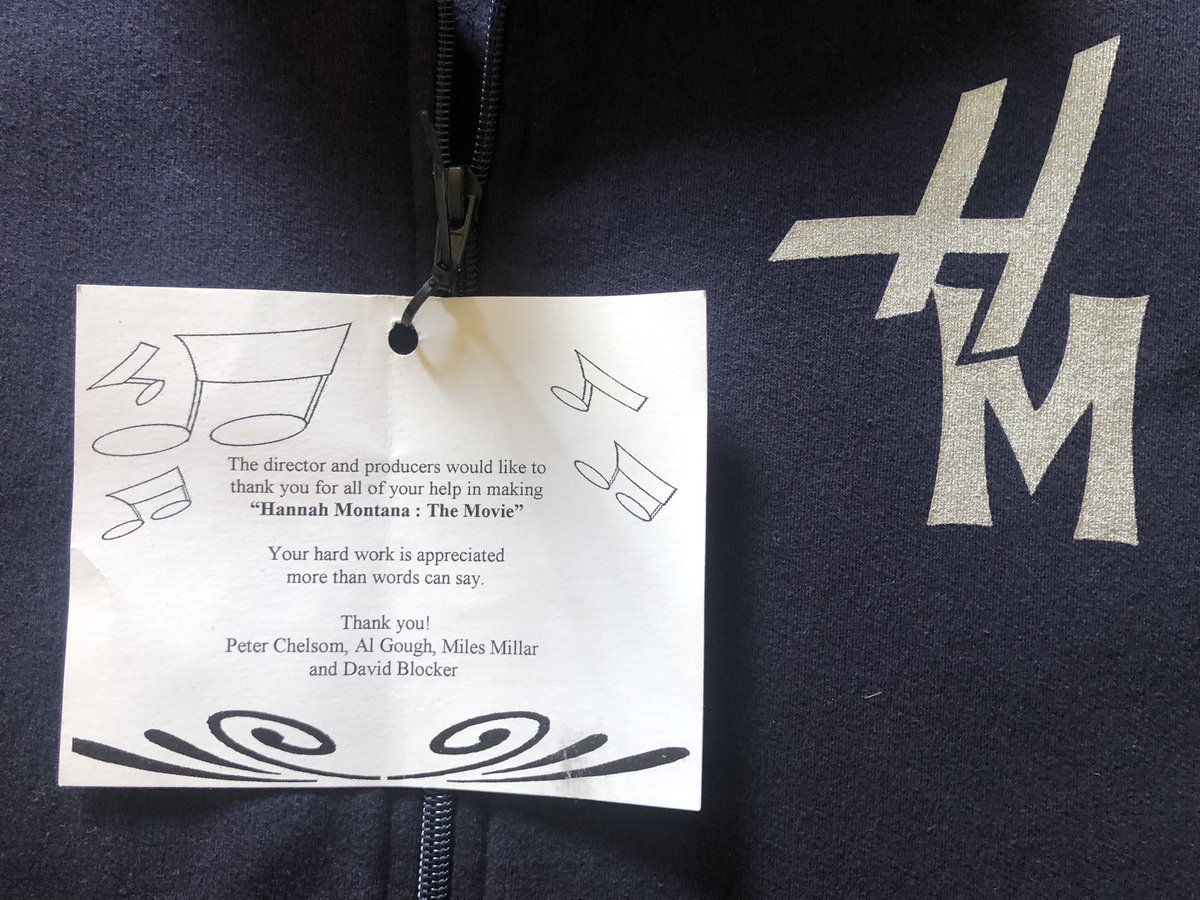 HM
The director and producers would like to
thank you for all of your help in making
“Hannah Montana : The Movie”
Your hard work is appreciated
more than words can say.
Thank you!
Peter Chelsom, Al Gough, Miles Millar
and David Blocker